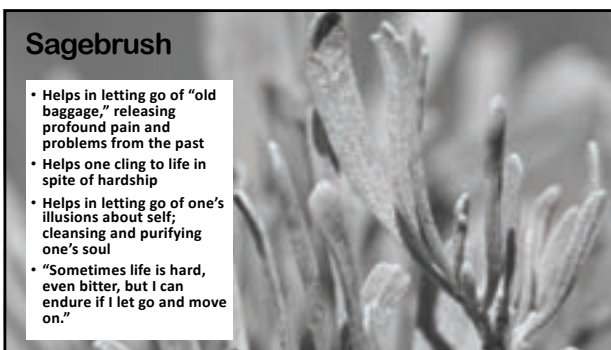 Sagebrush
• Helps in letting go of “old
baggage,” releasing
profound pain and
problems from the past
• Helps one cling to life in
spite of hardship
• Helps in letting go of one’s
illusions about self;
cleansing and purifying
one’s soul
• “Sometimes life is hard,
even bitter, but I can
endure if I let go and move
on.”